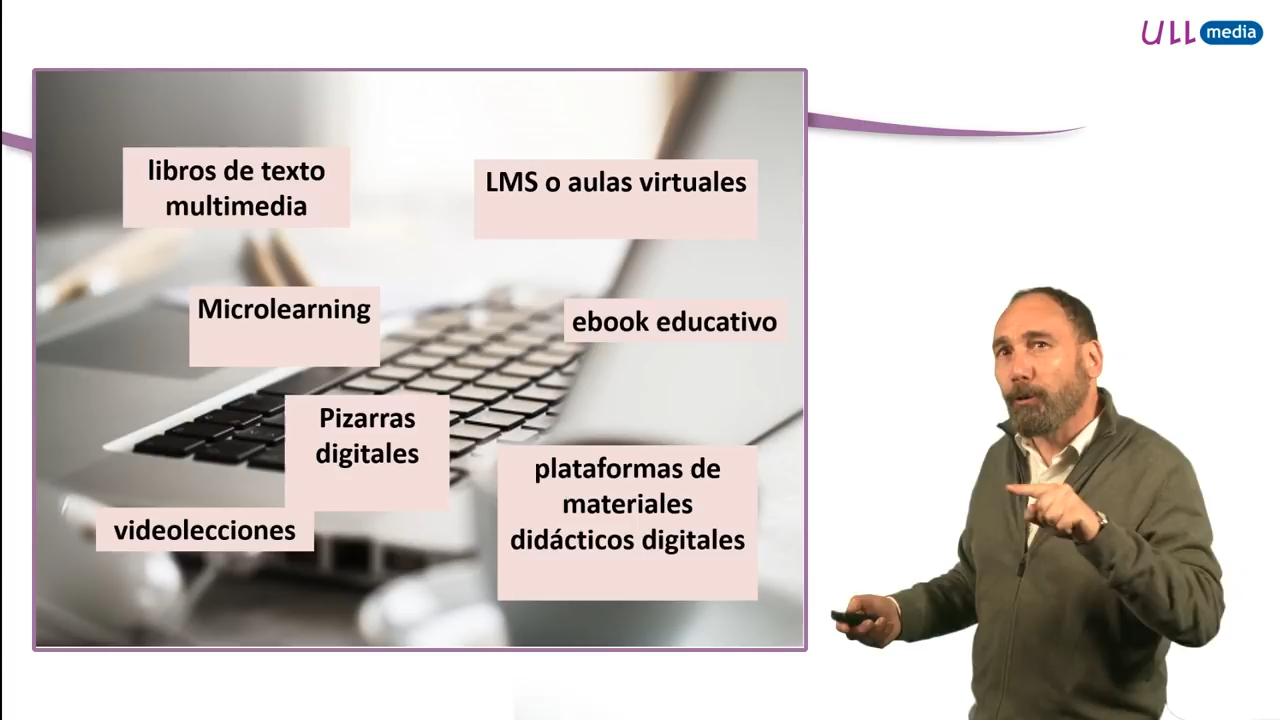 ULL media
libros de texto
multimedia
LMS o aulas virtuales
Microlearning
ebook educativo
Pizarras
digitales
plataformas de
materiales
didácticos digitales
videolecciones